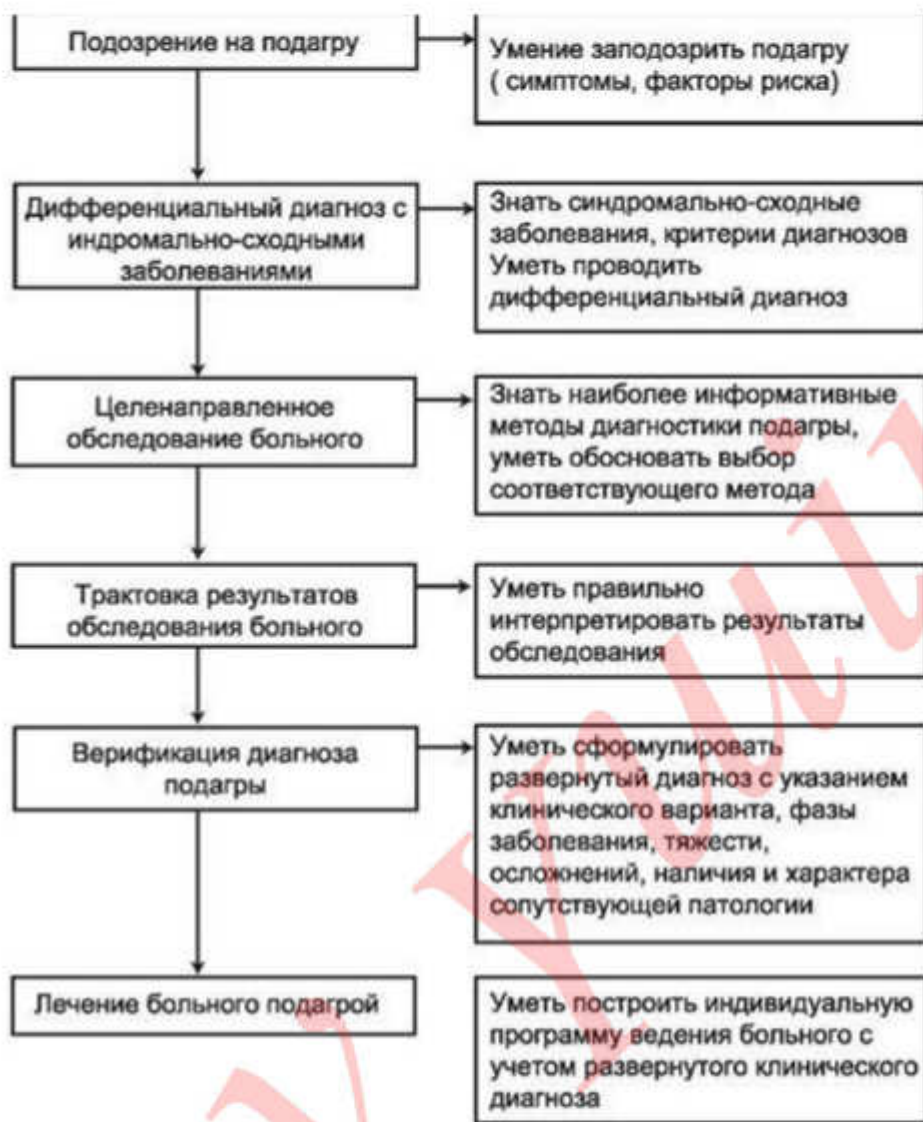 Подозрение на подагру
Умение заподозрить подагру
( симптомы, факторы риска)
Дифференциальный диагноз с
индромально-сходными
заболеваниями
Знать синдромально-сходные
заболевания, критерии диагнозов
Уметь проводить
дифференциальный диагноз
Целенаправленное
обследование больного
Знать наиболее информативные
методы диагностики подагры,
уметь обосновать выбор
соответствующего метода
Трактовка результатов
обследования больного
Уметь правильно
интерпретировать результаты
обследования
Верификация диагноза
подагры
Уметь сформулировать
развернутый диагноз с указанием
клинического варианта, фазы
заболевания, тяжести,
осложнений, наличия и характера
сопутствующей патологии
Лечение больного подагрой
Уметь построить индивидуальную
программу ведения больного с
учетом развернутого клинического
диагноза